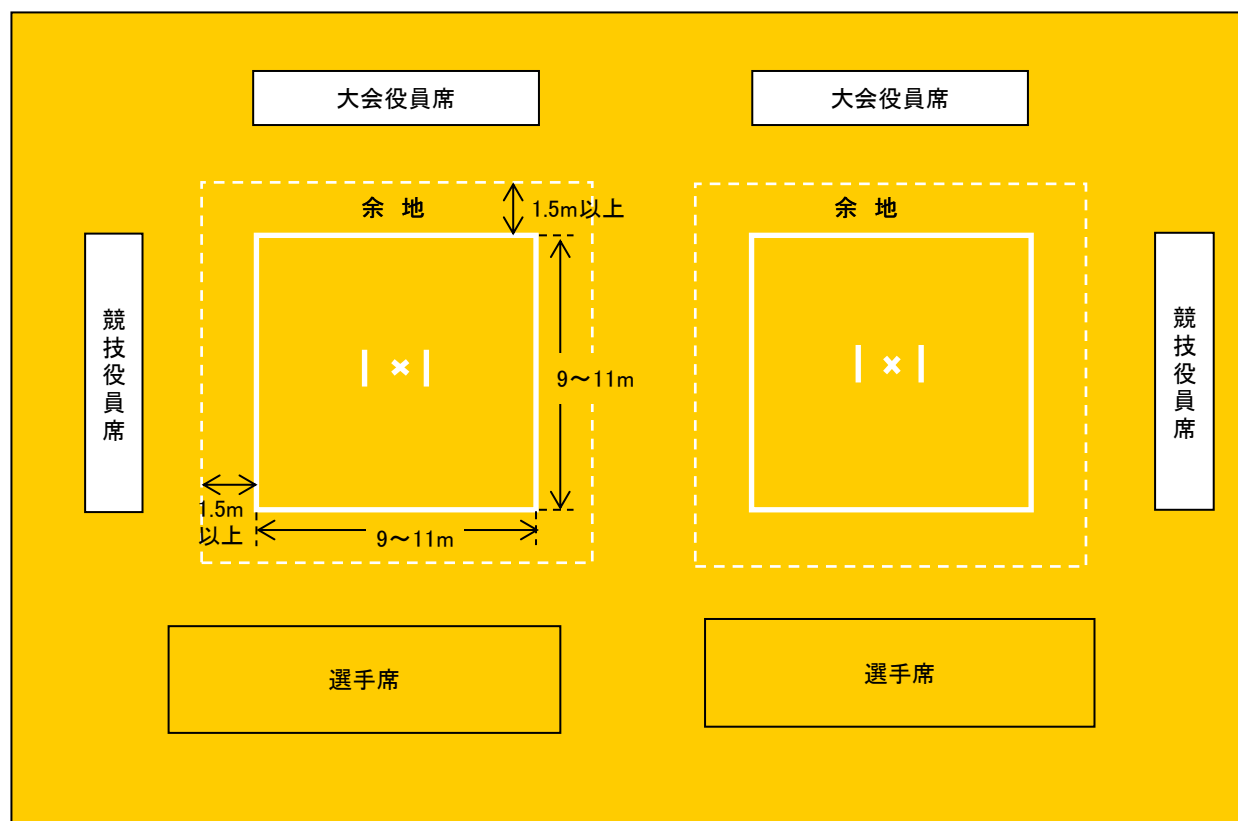 大会役員席
大会役員席
余 地
1.5m以上
余 地
競技役員席
9～11m
競技役員席
1.5m
以上
9～11m
選手席
選手席